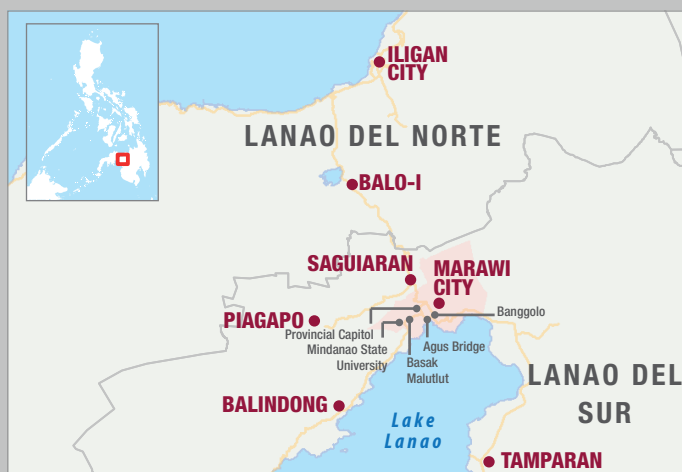 ILIGAN
CITY
LANAO DEL NORTE
BALO-I
SAGUIARAN
MARAWI
CITY
PIAGAPO
Provincial Capitol
Mindanao State
University
Banggolo
Agus Bridge
Basak
Malutlut
LANAO DEL
SUR
BALINDONG
Lake
Lanao
TAMPARAN